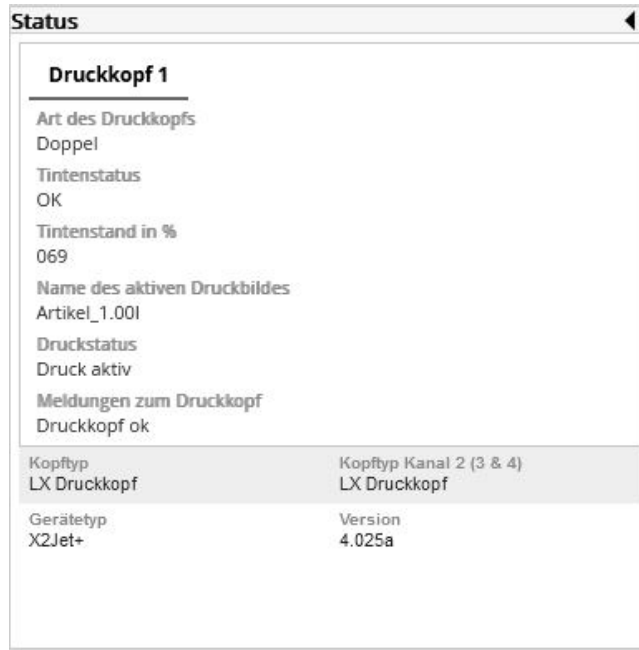 Status
Druckkopf 1
Art des Druckkopfs
Doppel
Tintenstatus
OK
Tintenstand in %
069
Name des aktiven Druckbildes
Artikel_1.00l
Druckstatus
Druck aktiv
Meldungen zum Druckkopf
Druckkopf ok
Kopftyp Kopftyp Kanal 2 (3 & 4)
LX Druckkopf LX Druckkopf
Gerätetyp Version
X2Jet+ 4.025a